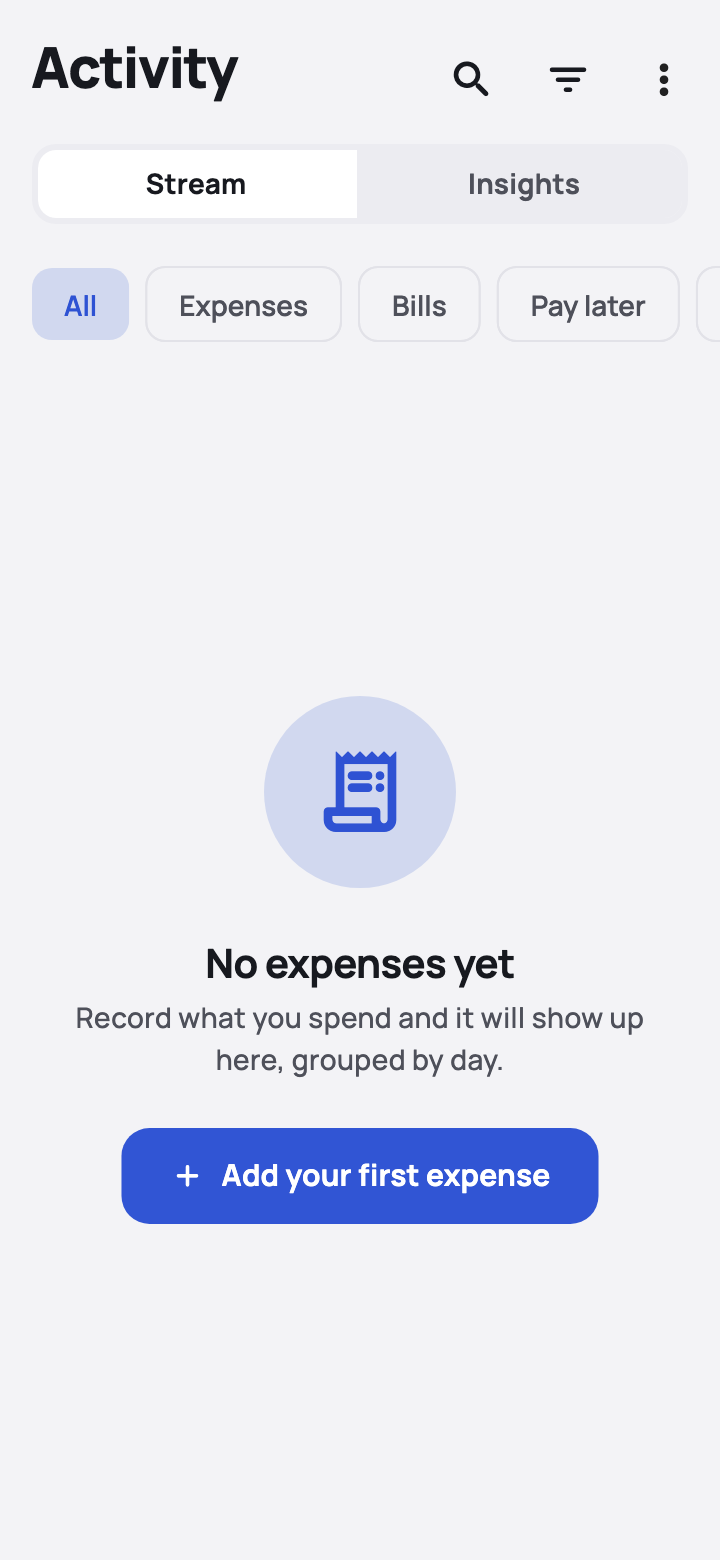 Activity
Stream
Insights
All
Expenses
Bills
Pay later
No expenses yet
Record what you spend and it will show up
here, grouped by day.
Add your first expense